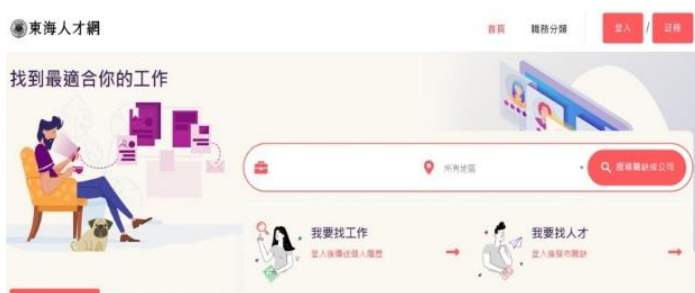 東海人才網
首頁
職務分類
登入 / 註冊
找到最適合你的工作
所有地區
搜尋職缺或公司
我要找工作
登入後傳送個人履歷
我要找人才
登入後發布職缺